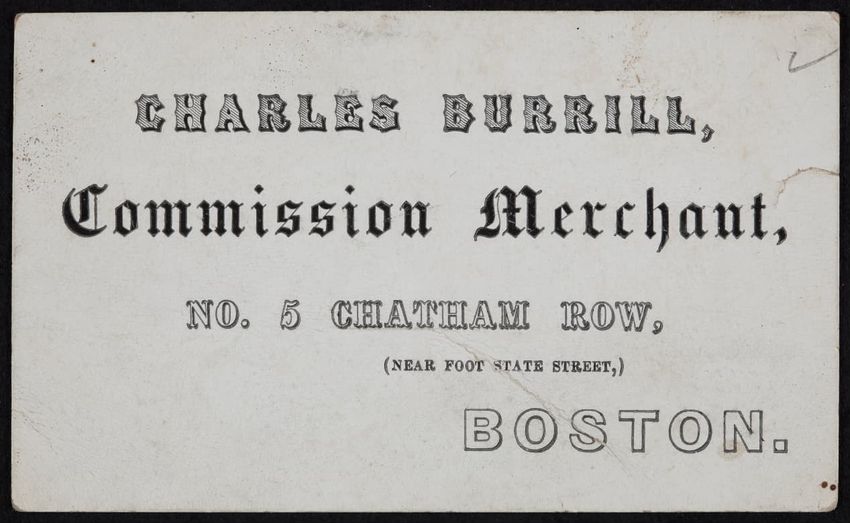 CHARLES BURRILL,
Commission Merchant,
NO. 5 CHATHAM ROW,
(NEAR FOOT STATE STREET,)
BOSTON.